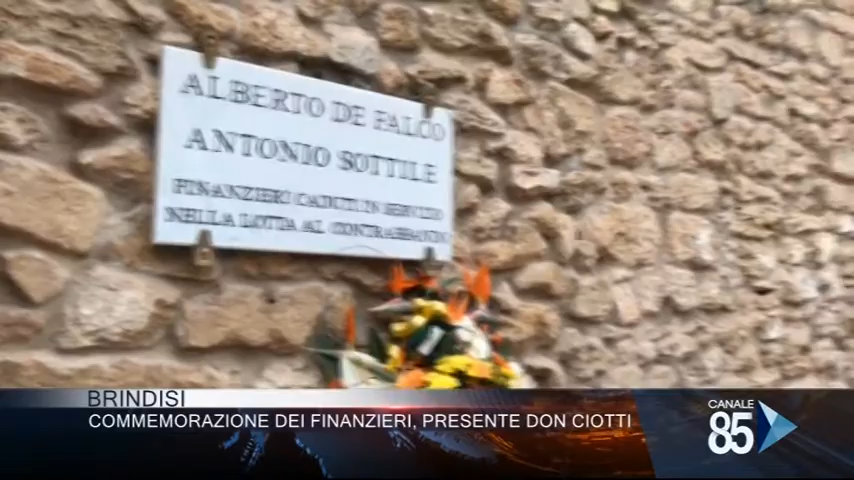 ALBERTO DE FALCO
ANTONIO SOTTILE
FINANZIERI CADUTI IN SERVIZIO
NELLA LOTTA AL CONTRABBANDO
BRINDISI
COMMEMORAZIONE DEI FINANZIERI, PRESENTE DON CIOTTI
CANALE
85